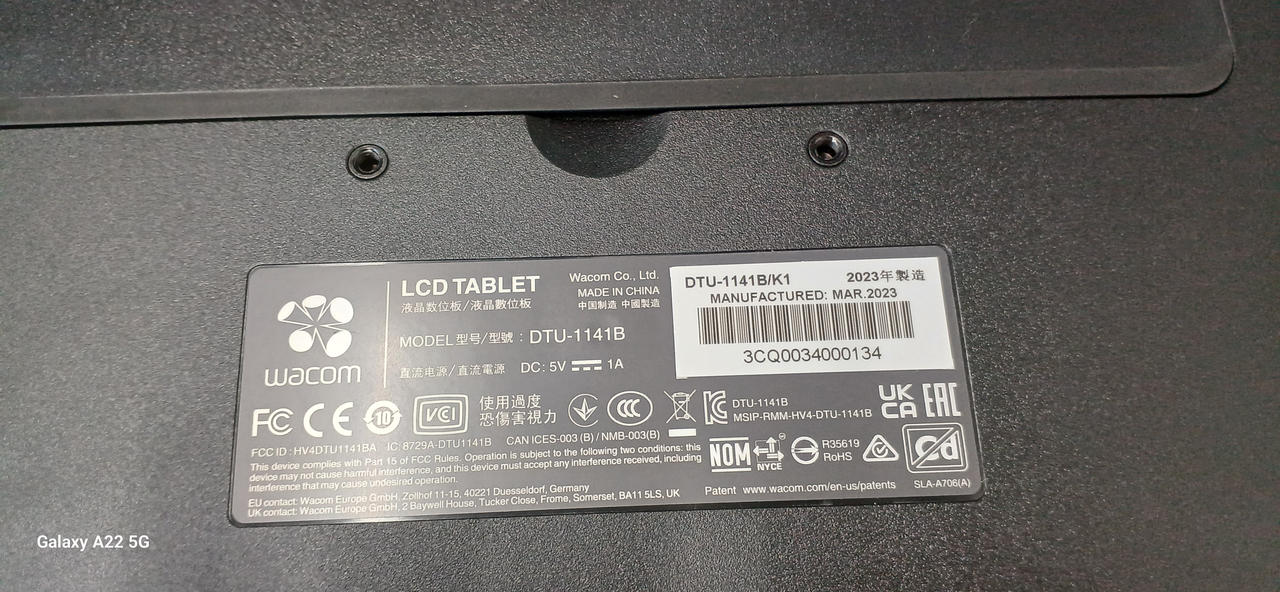 LCD TABLET
液晶数位板/液晶數位板
Wacom Co., Ltd.
MADE IN CHINA
中国制造 中國製造
MODEL 型号/型號 : DTU-1141B
直流电源/直流電源 DC: 5V 1A
wacom
DTU-1141B/K1 2023年製造
MANUFACTURED: MAR.2023
3CQ0034000134
FC CE 10 VCCI
使用過度
恐傷害視力
CCC
DTU-1141B
MSIP-RMM-HV4-DTU-1141B
UK
CA
EAC
FCC ID : HV4DTU1141BA IC: 8729A-DTU1141B CAN ICES-003 (B) / NMB-003(B)
This device complies with Part 15 of FCC Rules. Operation is subject to the following two conditions: this
device may not cause harmful interference, and this device must accept any interference received, including
interference that may cause undesired operation.
EU contact: Wacom Europe GmbH, Zollhof 11-15, 40221 Duesseldorf, Germany
UK contact: Wacom Europe GmbH, 2 Baywell House, Tucker Close, Frome, Somerset, BA11 5LS, UK
NOM
NYCE
R35619
RoHS
Cd
Patent www.wacom.com/en-us/patents
SLA-A706(A)
Galaxy A22 5G